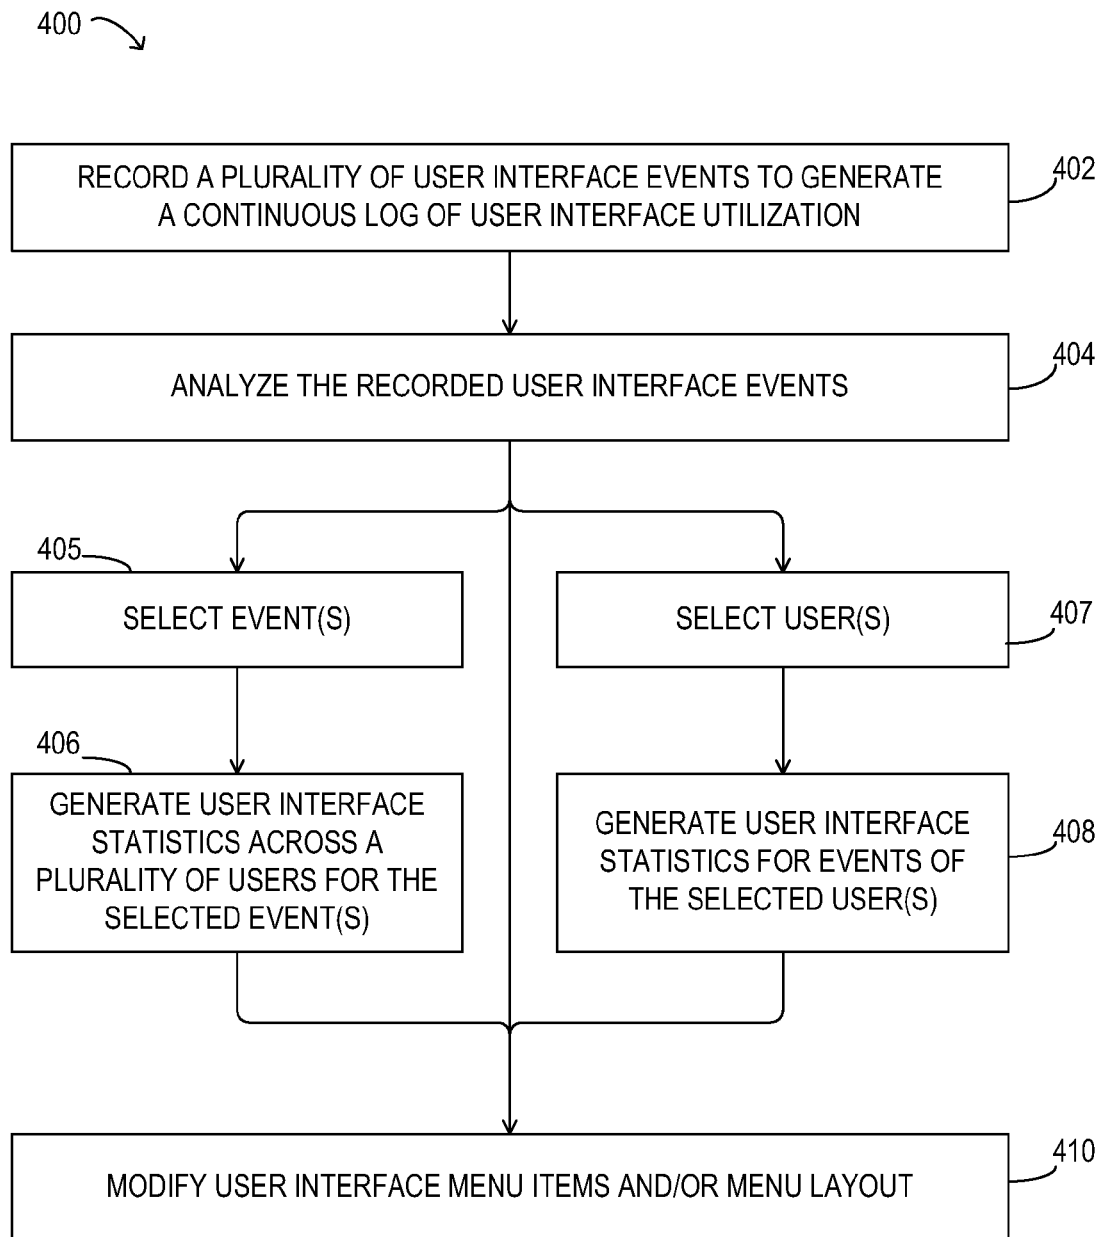 400
RECORD A PLURALITY OF USER INTERFACE EVENTS TO GENERATE
A CONTINUOUS LOG OF USER INTERFACE UTILIZATION
402
ANALYZE THE RECORDED USER INTERFACE EVENTS
404
405
SELECT EVENT(S)
SELECT USER(S)
407
406
GENERATE USER INTERFACE
STATISTICS ACROSS A
PLURALITY OF USERS FOR THE
SELECTED EVENT(S)
GENERATE USER INTERFACE
STATISTICS FOR EVENTS OF
THE SELECTED USER(S)
408
MODIFY USER INTERFACE MENU ITEMS AND/OR MENU LAYOUT
410